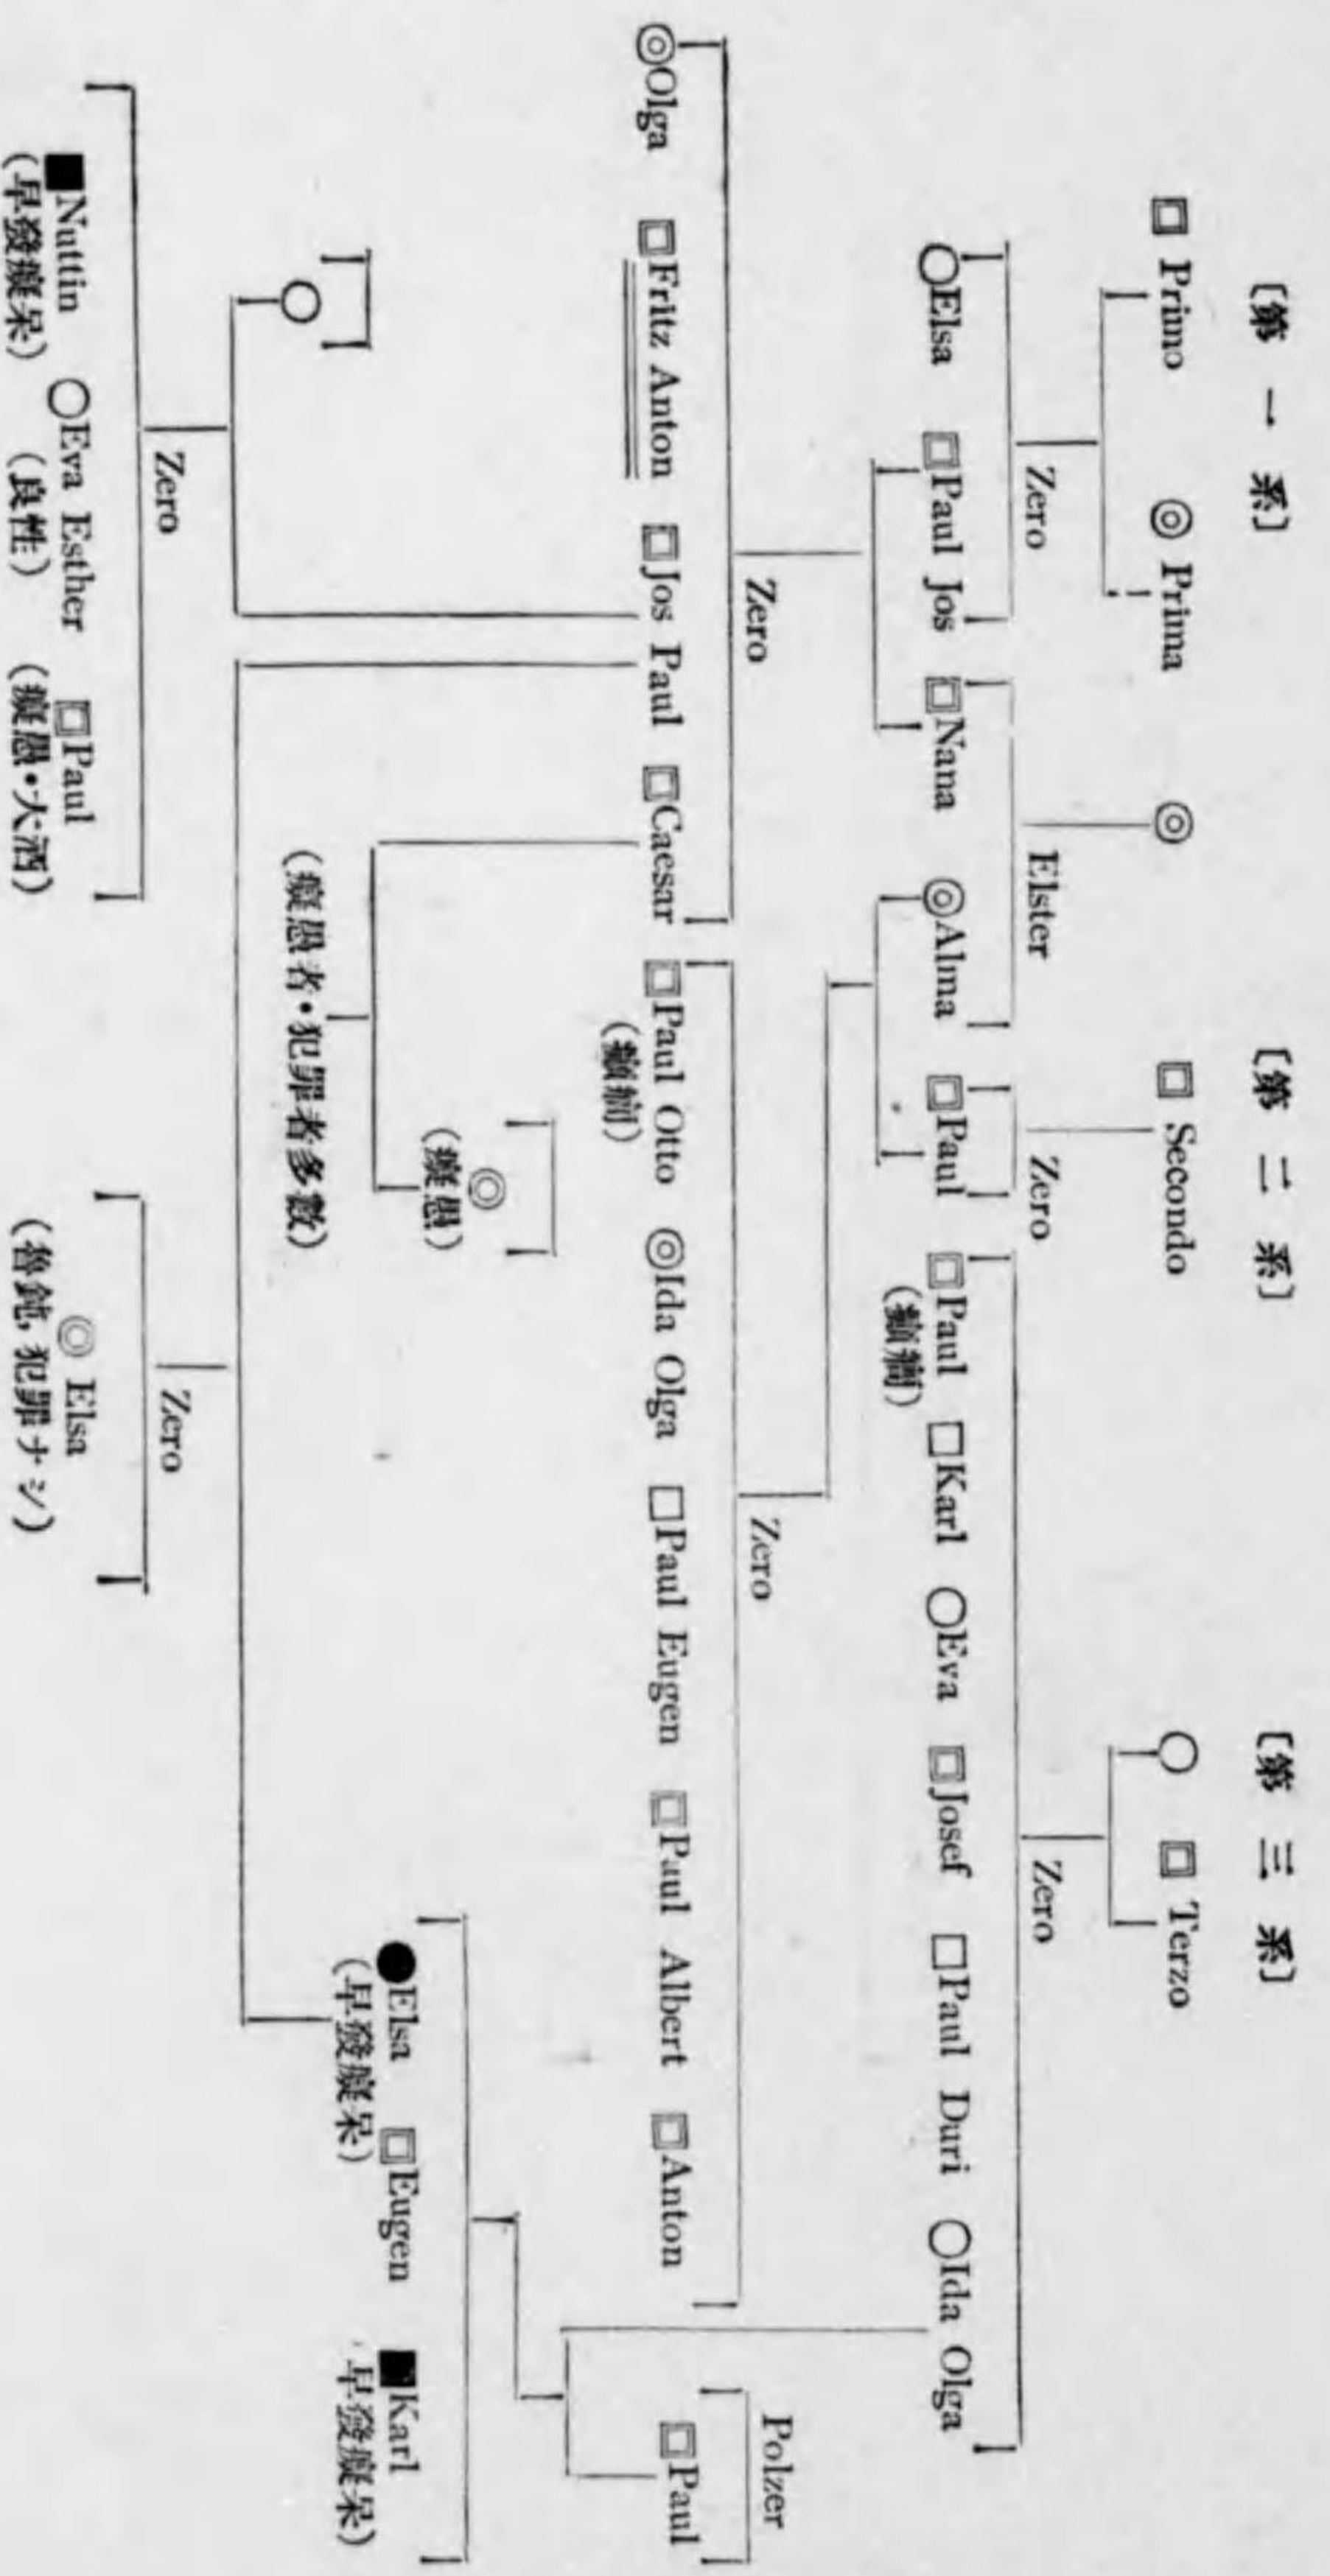 〔第一系〕 〔第二系〕 〔第三系〕
Primo Prima Secondo Terzo
Zero Elster Zero Zero
Elsa Paul Jos Nana Alma Paul Paul Karl Eva Josef Paul Duri Ida Olga
(癲癇)
Zero Zero Polzer
Olga Fritz Anton Jos Paul Caesar Paul Otto Ida Olga Paul Eugen Paul Albert Anton Paul
(癲癇)
(癡愚)
(癡愚者・犯罪者多數)
Elsa Eugen Karl
(早發癡呆) 早發癡呆)
Zero Zero
Nuttin Eva Esther Paul Elsa
(早發癡呆) (良性) (癡愚・大酒) (魯鈍, 犯罪ナシ)